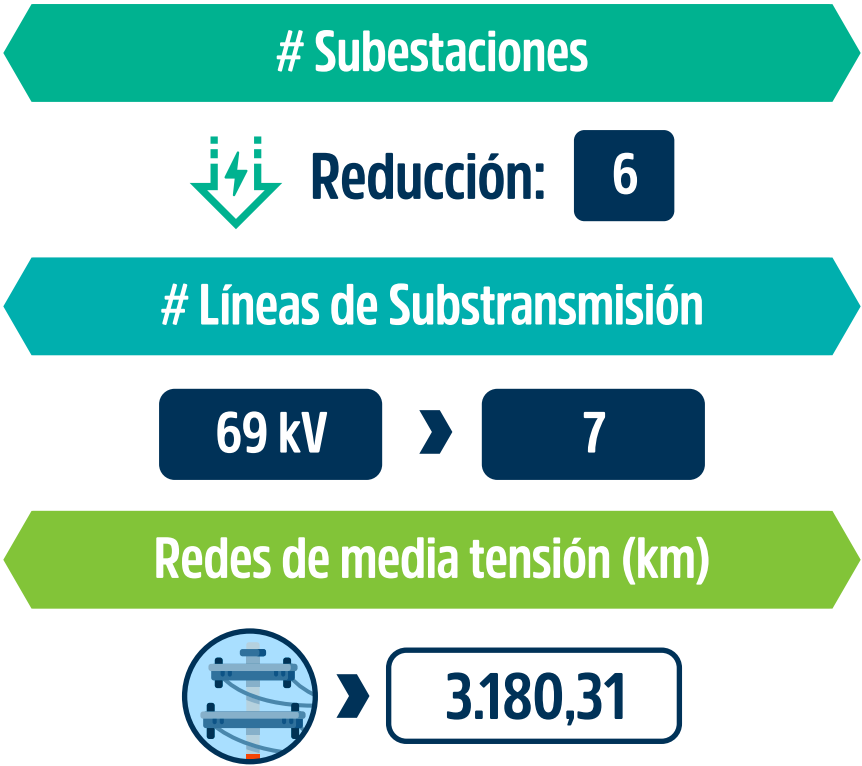 # Subestaciones
Reducción: 6
# Líneas de Substransmisión
69 kV 7
Redes de media tensión (km)
3.180,31